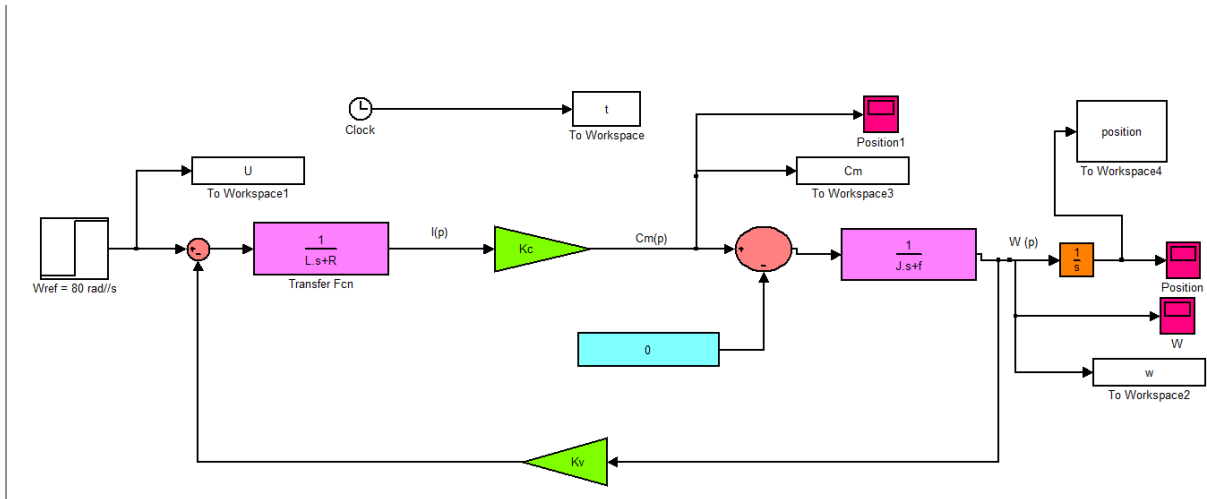 Clock
t
To Workspace
Position1
position
To Workspace4
U
To Workspace1
Cm
To Workspace3
Wref = 80 rad//s
1
L.s+R
Transfer Fcn
I(p)
Kc
Cm(p)
1
J.s+f
W (p)
1
s
Position
W
0
w
To Workspace2
Kv